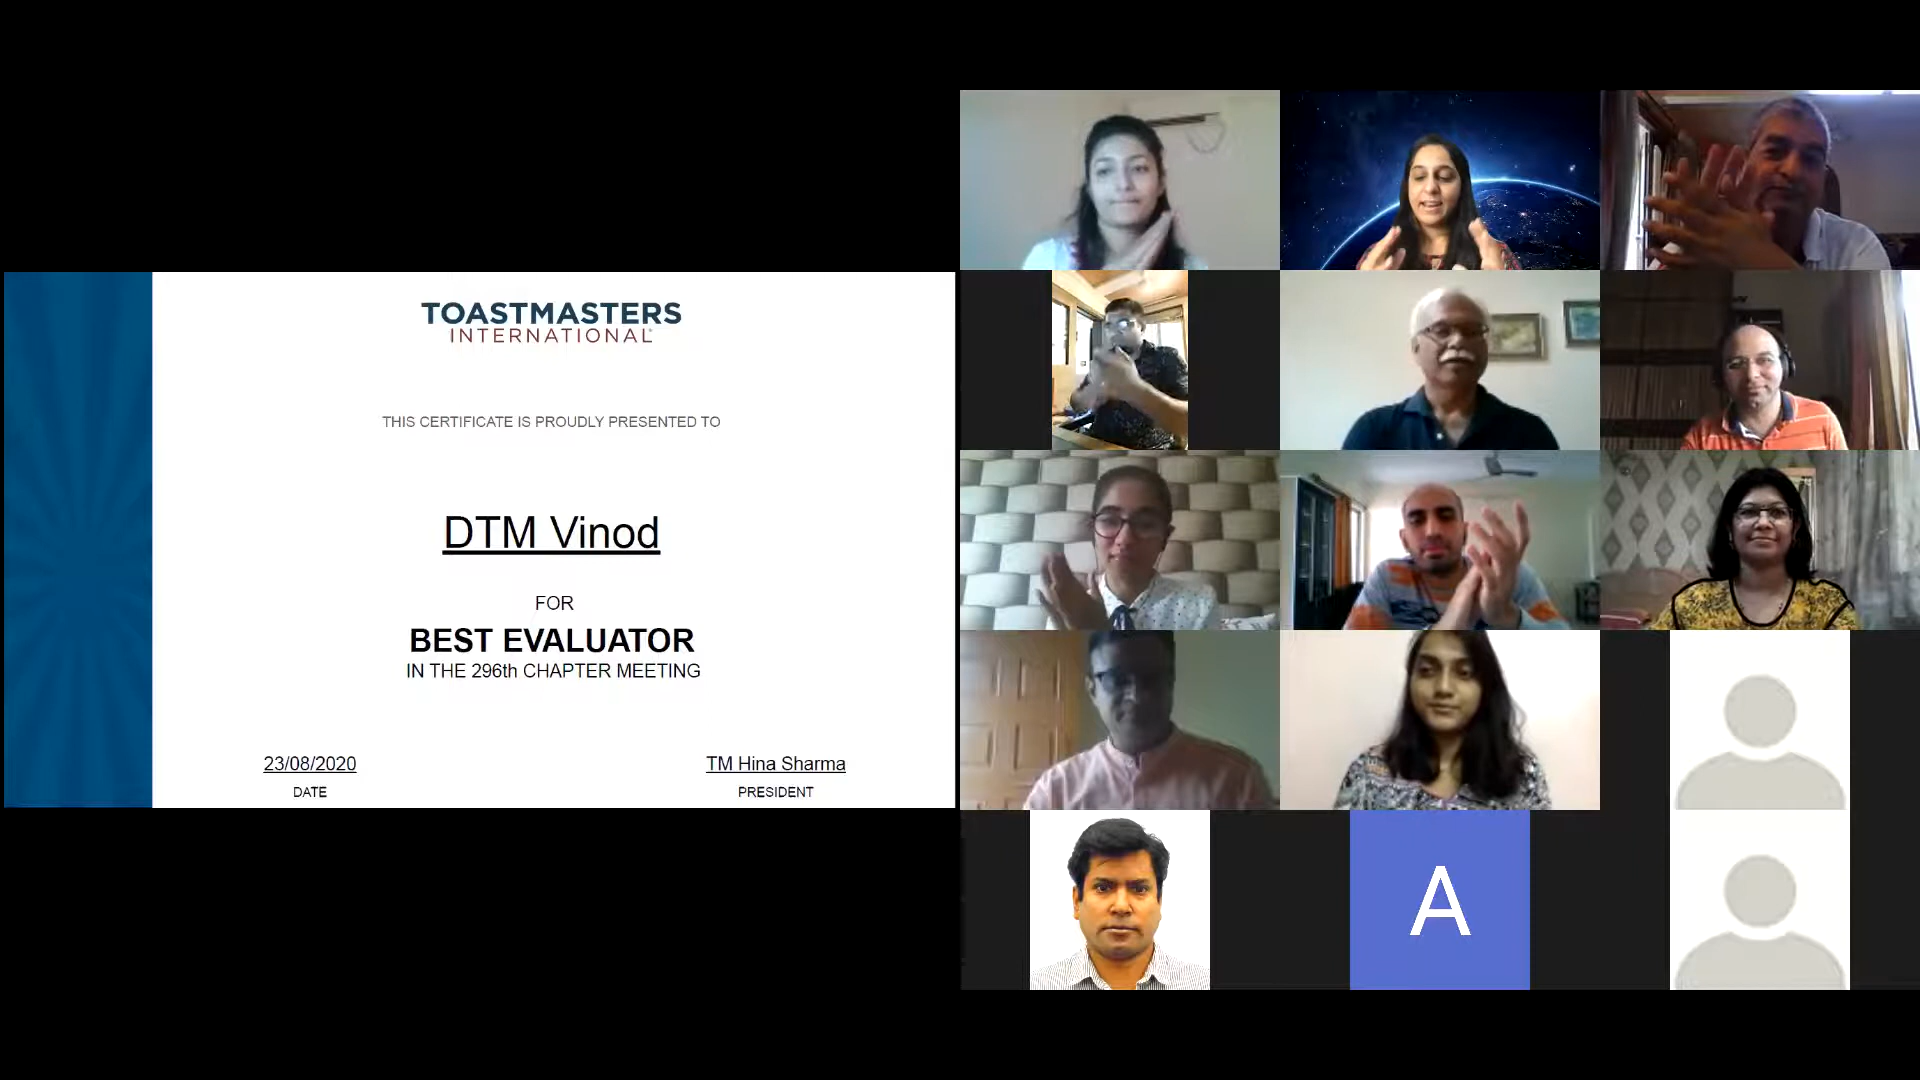 TOASTMASTERS
INTERNATIONAL
THIS CERTIFICATE IS PROUDLY PRESENTED TO
DTM Vinod
FOR
BEST EVALUATOR
IN THE 296th CHAPTER MEETING
23/08/2020
DATE
TM Hina Sharma
PRESIDENT
A